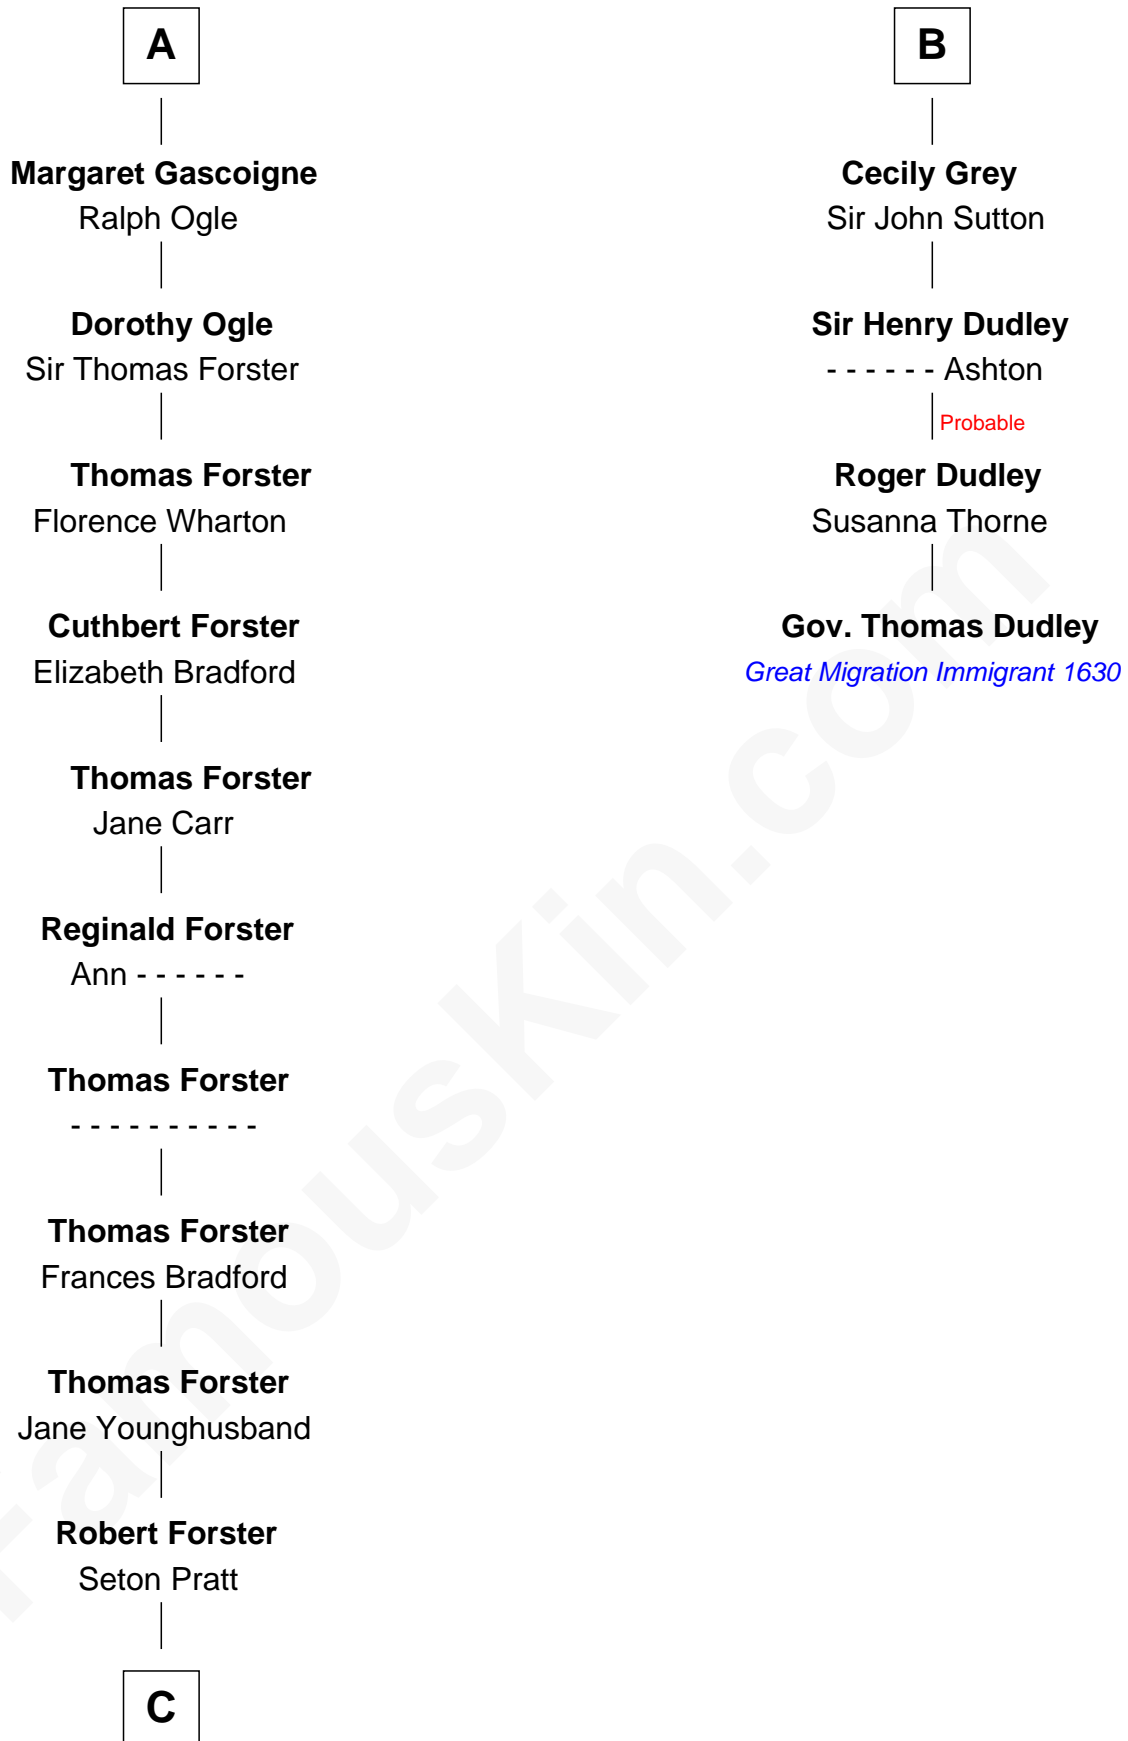 A
Margaret Gascoigne
Ralph Ogle
Dorothy Ogle
Sir Thomas Forster
Thomas Forster
Florence Wharton
Cuthbert Forster
Elizabeth Bradford
Thomas Forster
Jane Carr
Reginald Forster
Ann - - - - - -
Thomas Forster
- - - - - - - - - -
Thomas Forster
Frances Bradford
Thomas Forster
Jane Younghusband
Robert Forster
Seton Pratt
C
B
Cecily Grey
Sir John Sutton
Sir Henry Dudley
- - - - - - Ashton
Probable
Roger Dudley
Susanna Thorne
Gov. Thomas Dudley
Great Migration Immigrant 1630
FamousKin.com